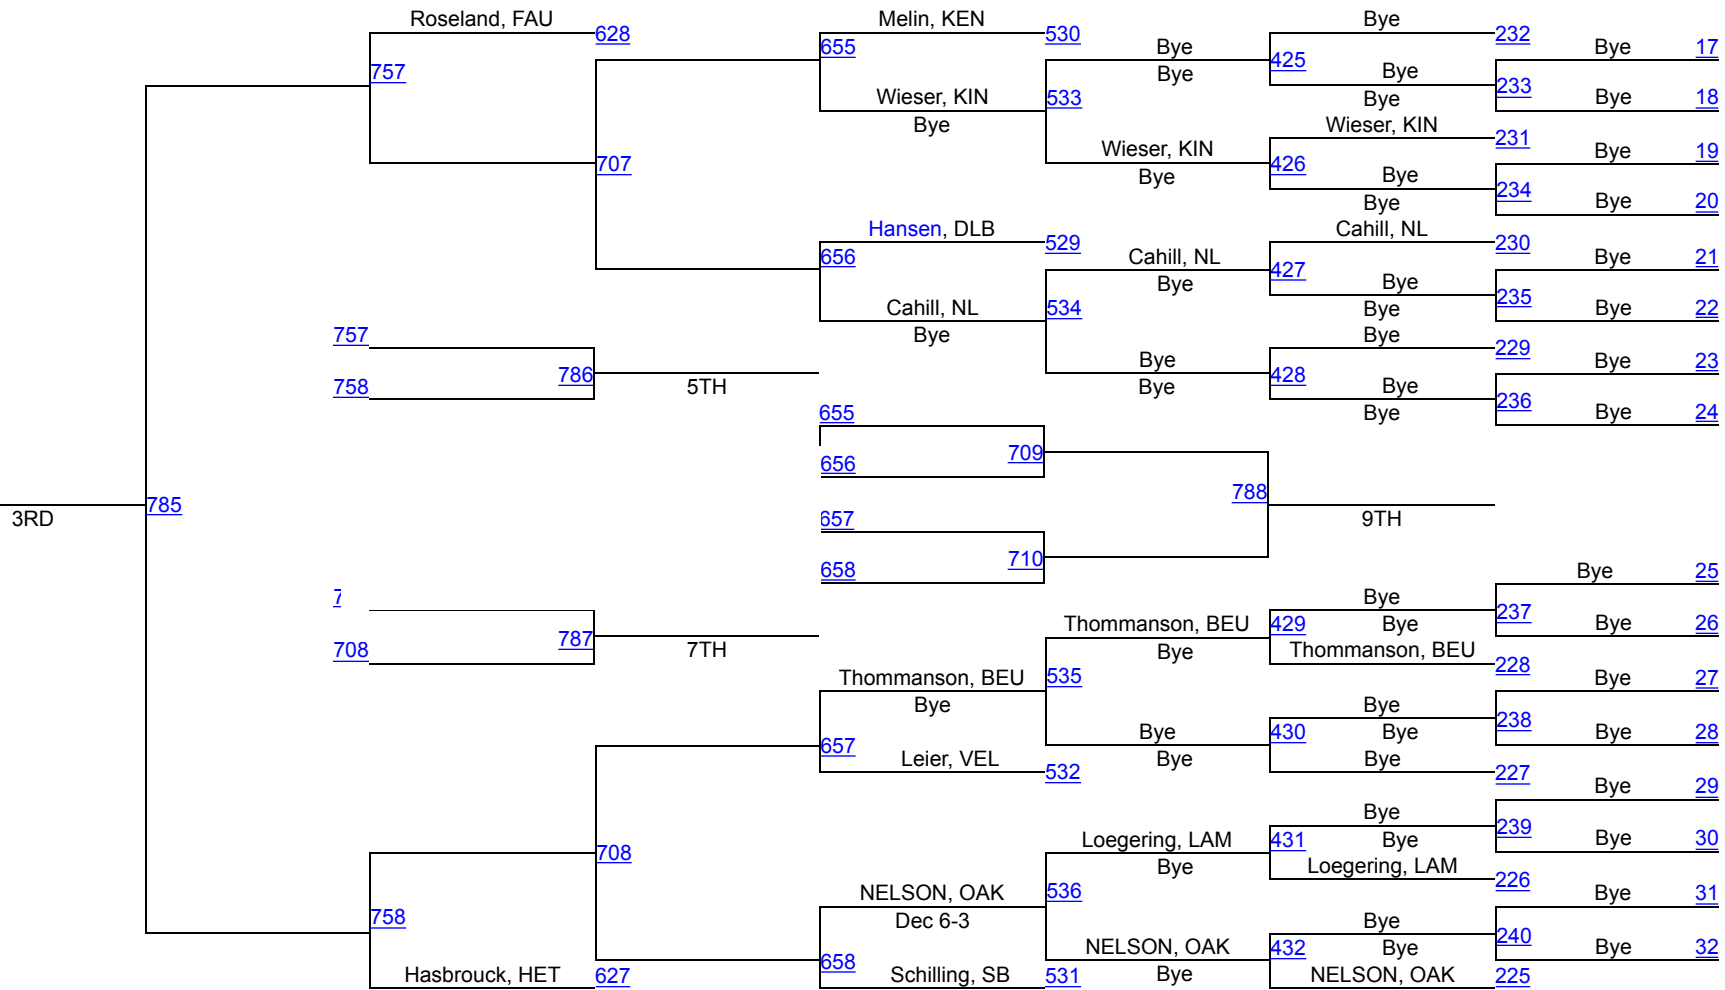 Roseland, FAU
628
757
707
Melin, KEN
530
655
Wieser, KIN
Bye
533
Bye
Bye
Bye
232
425
Bye
Bye
233
Bye
17
Bye
18
Wieser, KIN
Bye
Wieser, KIN
231
426
Bye
Bye
234
Bye
19
Bye
20
Hansen, DLB
529
656
Cahill, NL
Bye
534
Cahill, NL
Bye
Cahill, NL
230
427
Bye
Bye
235
Bye
21
Bye
22
Bye
Bye
Bye
229
428
Bye
Bye
236
Bye
23
Bye
24
757
758
786
5TH
655
656
709
657
658
710
788
9TH
3RD
785
7
708
787
7TH
Thommanson, BEU
Bye
535
657
Leier, VEL
532
Thommanson, BEU
Bye
429
Bye
Bye
Thommanson, BEU
228
237
Bye
25
Bye
26
Bye
Bye
430
Bye
Bye
Bye
227
238
Bye
27
Bye
28
708
758
Hasbrouck, HET
627
NELSON, OAK
Dec 6-3
536
658
Schilling, SB
531
Loegering, LAM
Bye
431
Bye
Bye
Loegering, LAM
226
239
Bye
29
Bye
30
NELSON, OAK
Bye
432
Bye
Bye
NELSON, OAK
225
240
Bye
31
Bye
32